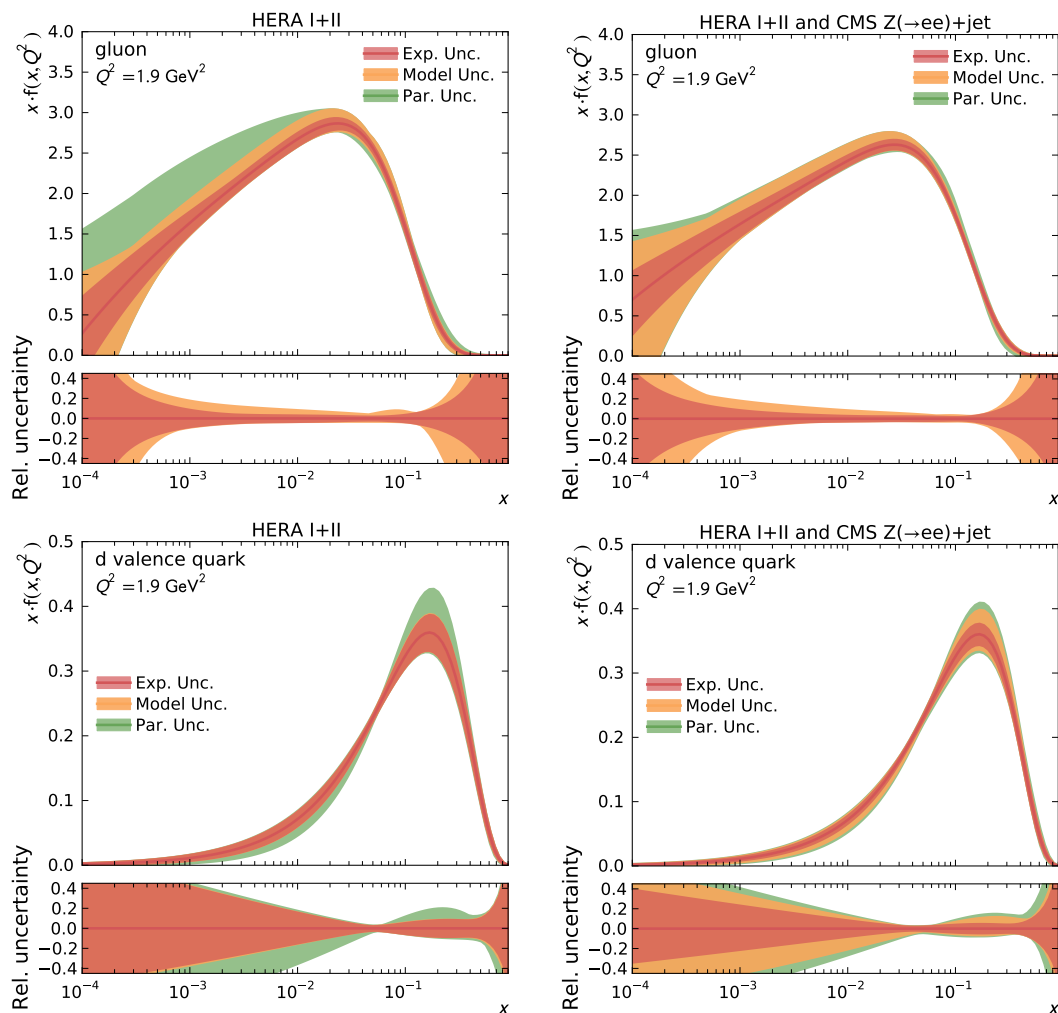 HERA I+II
x·f(x,Q²)
gluon
Q² = 1.9 GeV²
Exp. Unc.
Model Unc.
Par. Unc.
4.0
3.5
3.0
2.5
2.0
1.5
1.0
0.5
0.0
Rel. uncertainty
0.4
0.2
0.0
−0.2
−0.4
10⁻⁴
10⁻³
10⁻²
10⁻¹
x
HERA I+II and CMS Z(→ee)+jet
x·f(x,Q²)
gluon
Q² = 1.9 GeV²
Exp. Unc.
Model Unc.
Par. Unc.
4.0
3.5
3.0
2.5
2.0
1.5
1.0
0.5
0.0
Rel. uncertainty
0.4
0.2
0.0
−0.2
−0.4
10⁻⁴
10⁻³
10⁻²
10⁻¹
x
HERA I+II
x·f(x,Q²)
d valence quark
Q² = 1.9 GeV²
Exp. Unc.
Model Unc.
Par. Unc.
0.5
0.4
0.3
0.2
0.1
0.0
Rel. uncertainty
0.4
0.2
0.0
−0.2
−0.4
10⁻⁴
10⁻³
10⁻²
10⁻¹
x
HERA I+II and CMS Z(→ee)+jet
x·f(x,Q²)
d valence quark
Q² = 1.9 GeV²
Exp. Unc.
Model Unc.
Par. Unc.
0.5
0.4
0.3
0.2
0.1
0.0
Rel. uncertainty
0.4
0.2
0.0
−0.2
−0.4
10⁻⁴
10⁻³
10⁻²
10⁻¹
x